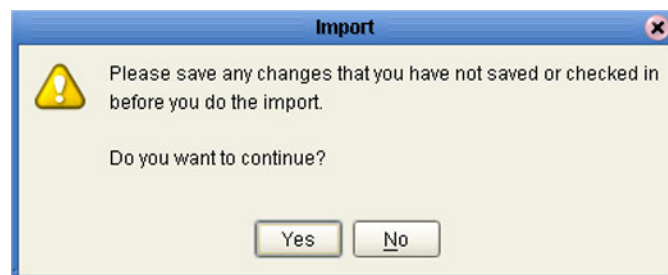 Import
Please save any changes that you have not saved or checked in
before you do the import.
Do you want to continue?
Yes
No